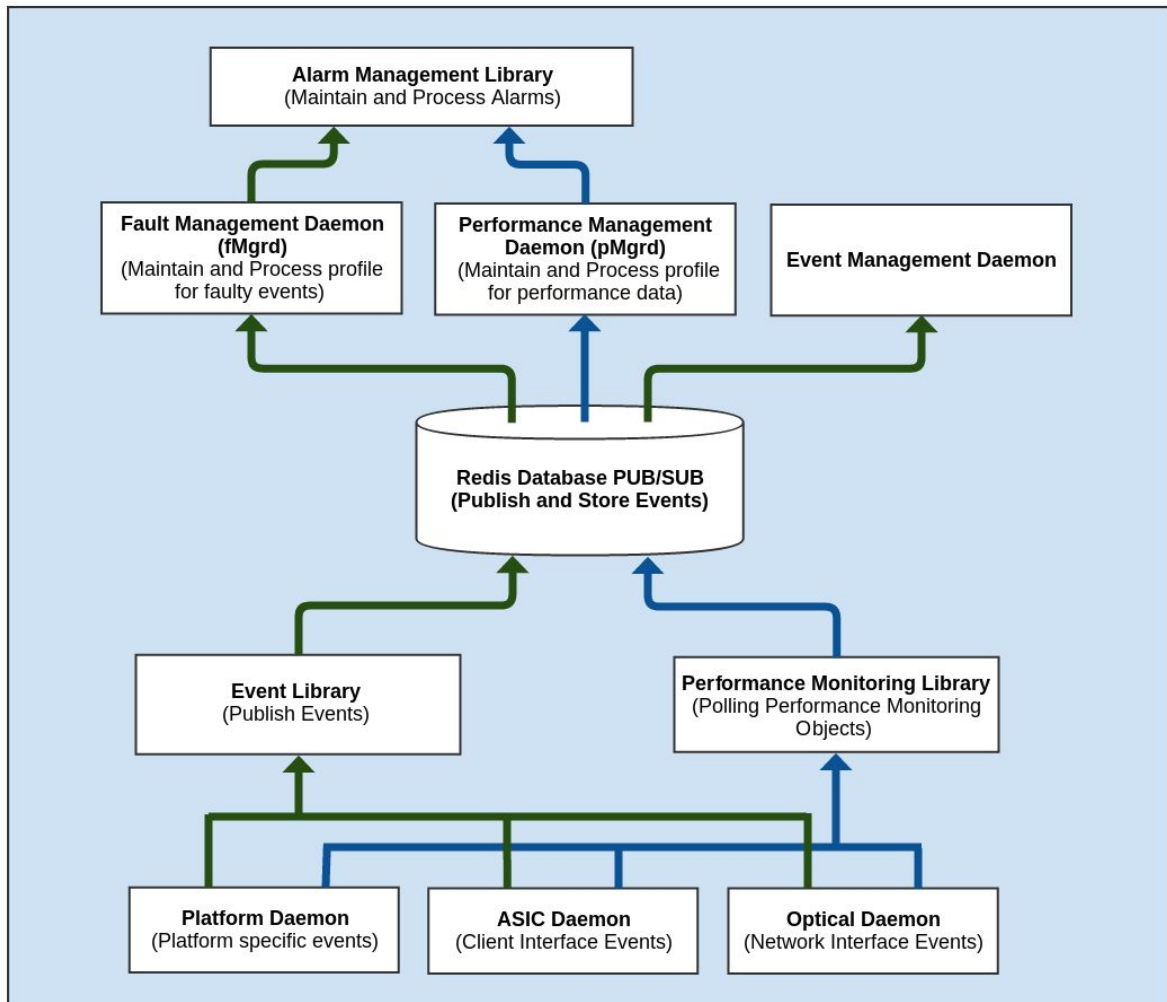 Alarm Management Library
(Maintain and Process Alarms)
Fault Management Daemon
(fMgrd)
(Maintain and Process profile
for faulty events)
Performance Management
Daemon (pMgrd)
(Maintain and Process profile
for performance data)
Event Management Daemon
Redis Database PUB/SUB
(Publish and Store Events)
Event Library
(Publish Events)
Performance Monitoring Library
(Polling Performance Monitoring
Objects)
Platform Daemon
(Platform specific events)
ASIC Daemon
(Client Interface Events)
Optical Daemon
(Network Interface Events)